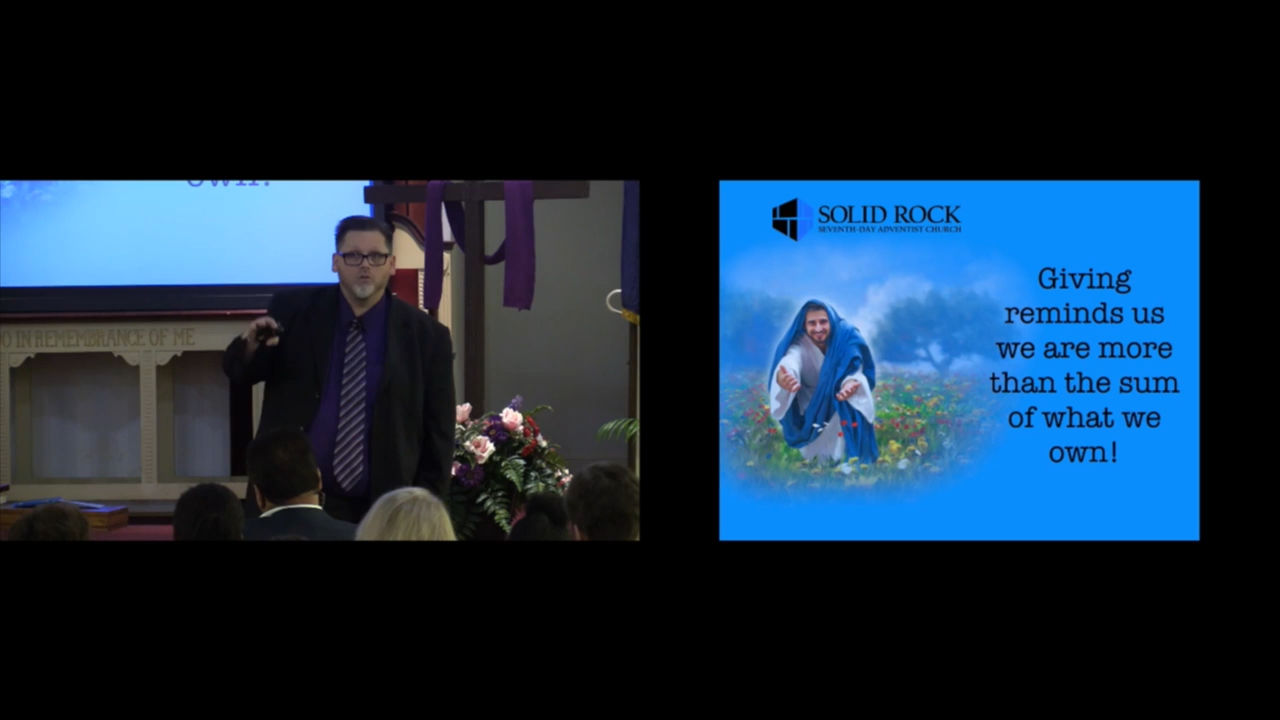 own!
DO IN REMEMBRANCE OF ME
SOLID ROCK
SEVENTH-DAY ADVENTIST CHURCH
Giving
reminds us
we are more
than the sum
of what we
own!